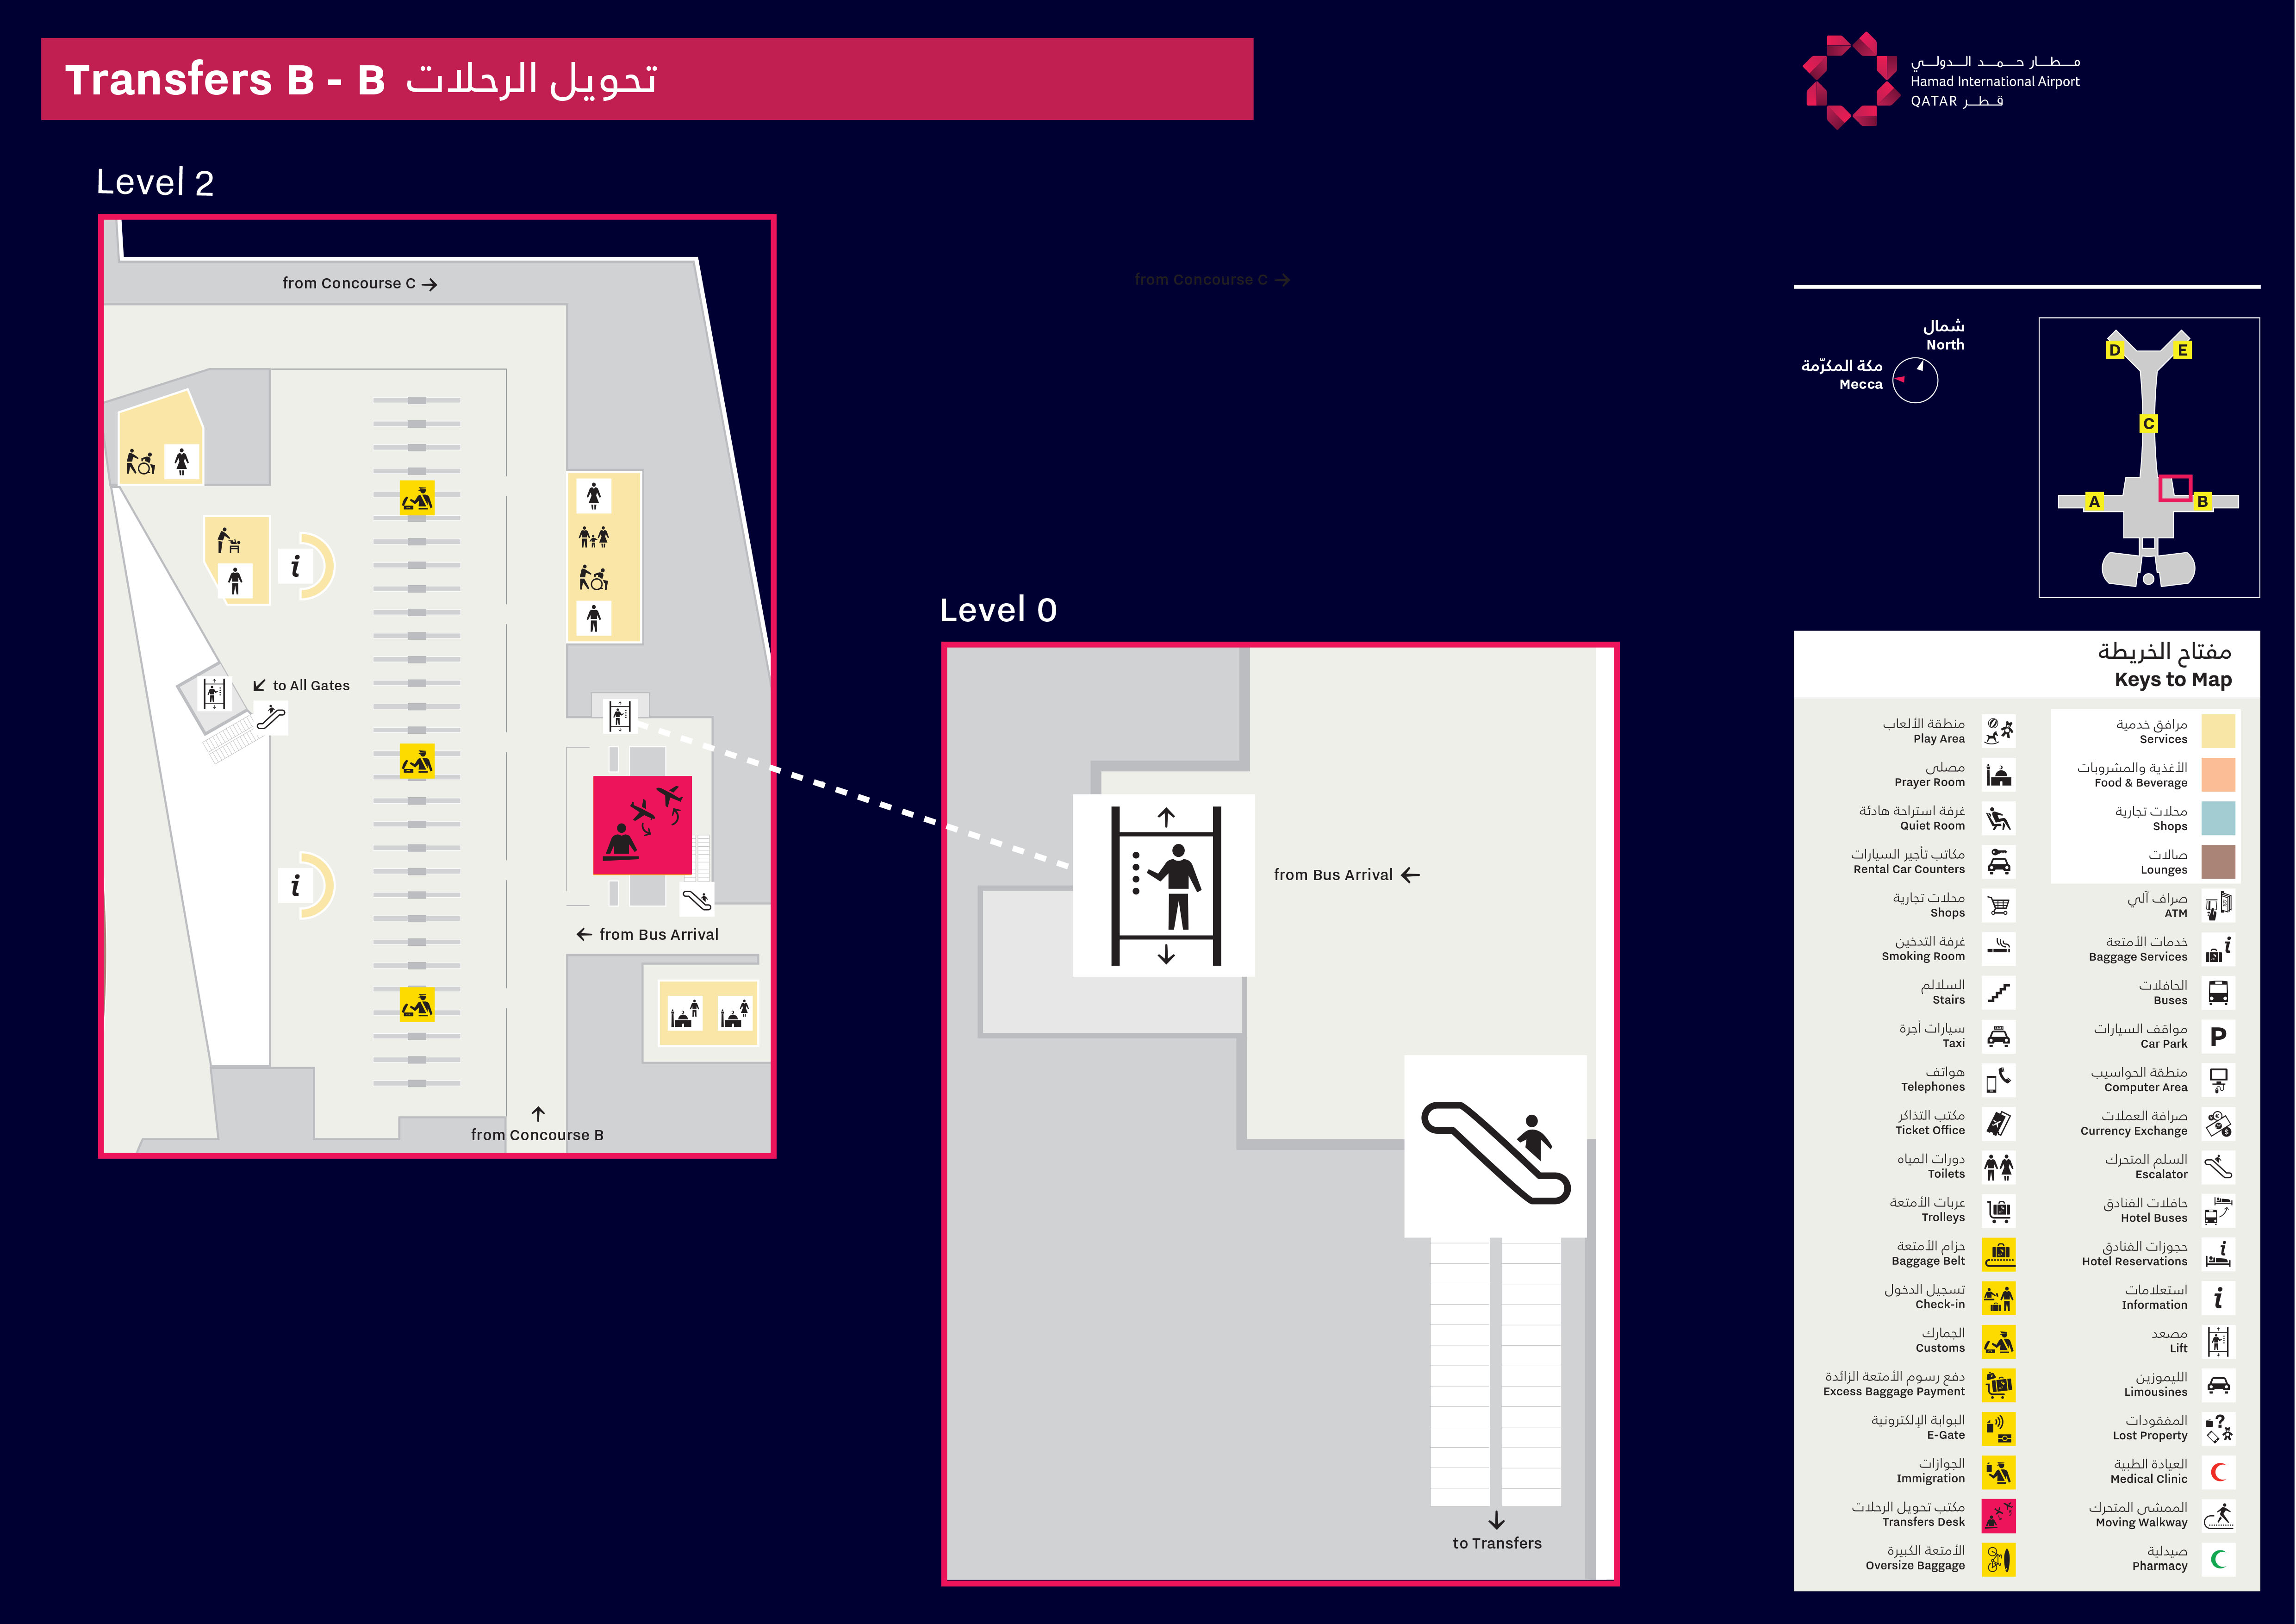 Transfers B - B تحويل الرحلات
مـــطـــار حـــمـــد الـــدولـــي
Hamad International Airport
QATAR قــطــر
Level 2
from Concourse C →
i
↙ to All Gates
i
← from Bus Arrival
↑
from Concourse B
from Concourse C →
Level 0
from Bus Arrival ←
↓
to Transfers
شمال
North
مكة المكرّمة
Mecca
D E
C
A B
مفتاح الخريطة
Keys to Map
منطقة الألعاب
Play Area
مصلى
Prayer Room
غرفة استراحة هادئة
Quiet Room
مكاتب تأجير السيارات
Rental Car Counters
محلات تجارية
Shops
غرفة التدخين
Smoking Room
السلالم
Stairs
سيارات أجرة
Taxi
هواتف
Telephones
مكتب التذاكر
Ticket Office
دورات المياه
Toilets
عربات الأمتعة
Trolleys
حزام الأمتعة
Baggage Belt
تسجيل الدخول
Check-in
الجمارك
Customs
دفع رسوم الأمتعة الزائدة
Excess Baggage Payment
البوابة الإلكترونية
E-Gate
الجوازات
Immigration
مكتب تحويل الرحلات
Transfers Desk
الأمتعة الكبيرة
Oversize Baggage
مرافق خدمية
Services
الأغذية والمشروبات
Food & Beverage
محلات تجارية
Shops
صالات
Lounges
صراف آلي
ATM
خدمات الأمتعة
Baggage Services
الحافلات
Buses
مواقف السيارات
Car Park
P
منطقة الحواسيب
Computer Area
صرافة العملات
Currency Exchange
السلم المتحرك
Escalator
حافلات الفنادق
Hotel Buses
حجوزات الفنادق
Hotel Reservations
استعلامات
Information
i
مصعد
Lift
الليموزين
Limousines
المفقودات
Lost Property
العيادة الطبية
Medical Clinic
الممشى المتحرك
Moving Walkway
صيدلية
Pharmacy